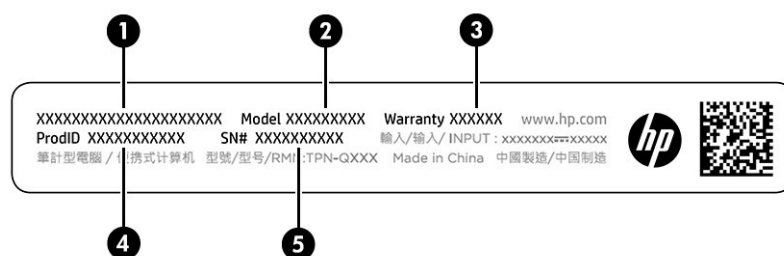 1 2 3
XXXXXXXXXXXXXXXXXXXXX Model XXXXXXXXX Warranty XXXXXX www.hp.com
ProdID XXXXXXXXXXX SN# XXXXXXXXXX 輸入/输入/ INPUT : xxxxxxx⎓xxxxx
hp
筆計型電腦 / 便携式计算机 型號/型号/RMN:TPN-QXXX Made in China 中國製造/中国制造
4 5